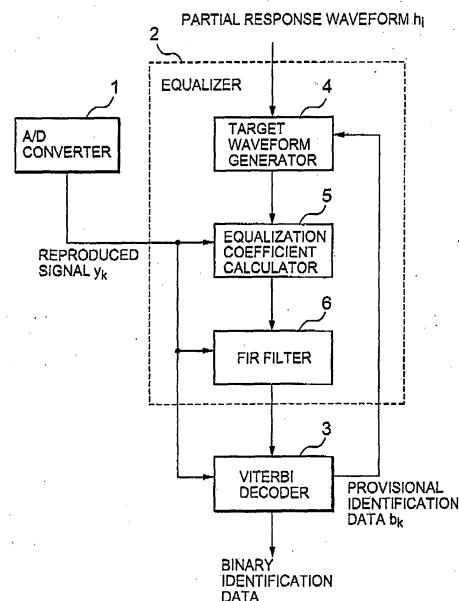 PARTIAL RESPONSE WAVEFORM hi
2
EQUALIZER
1
4
A/D
CONVERTER
TARGET
WAVEFORM
GENERATOR
5
EQUALIZATION
COEFFICIENT
CALCULATOR
REPRODUCED
SIGNAL yk
6
FIR FILTER
3
VITERBI
DECODER
PROVISIONAL
IDENTIFICATION
DATA bk
BINARY
IDENTIFICATION
DATA